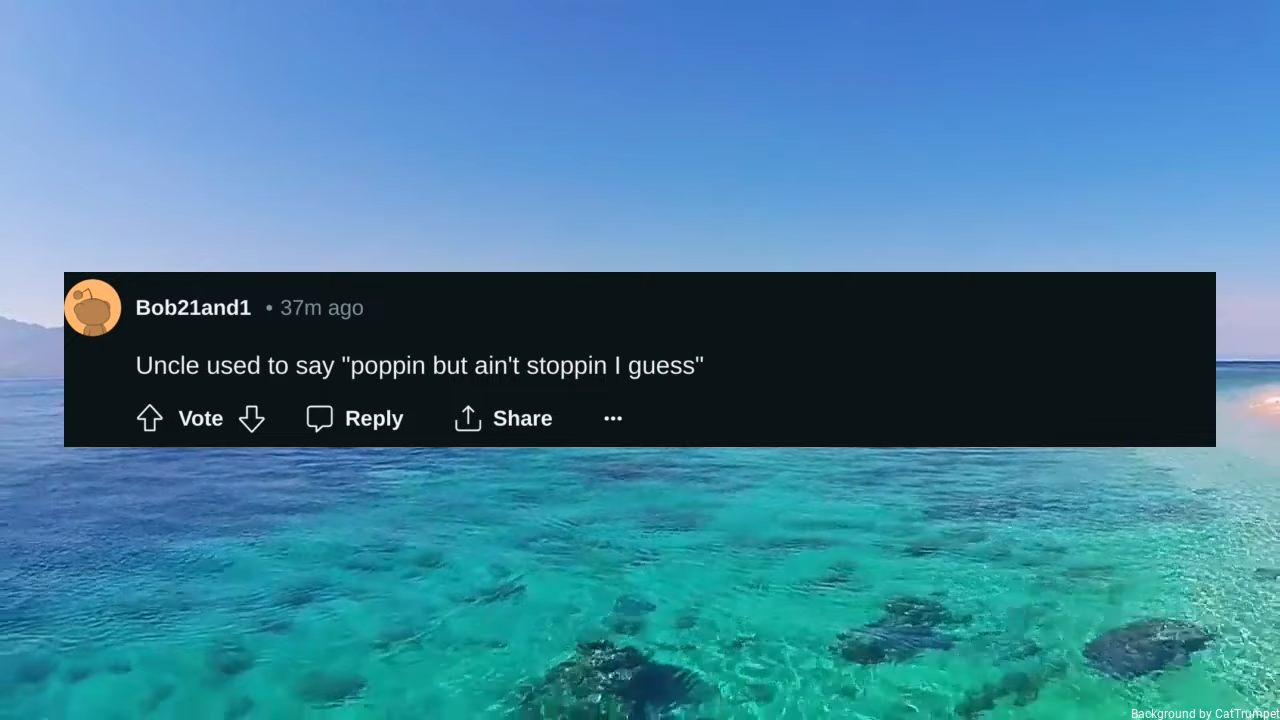 Bob21and1 • 37m ago
Uncle used to say "poppin but ain't stoppin I guess"
Vote Reply Share ...
Background by CatTrumpet